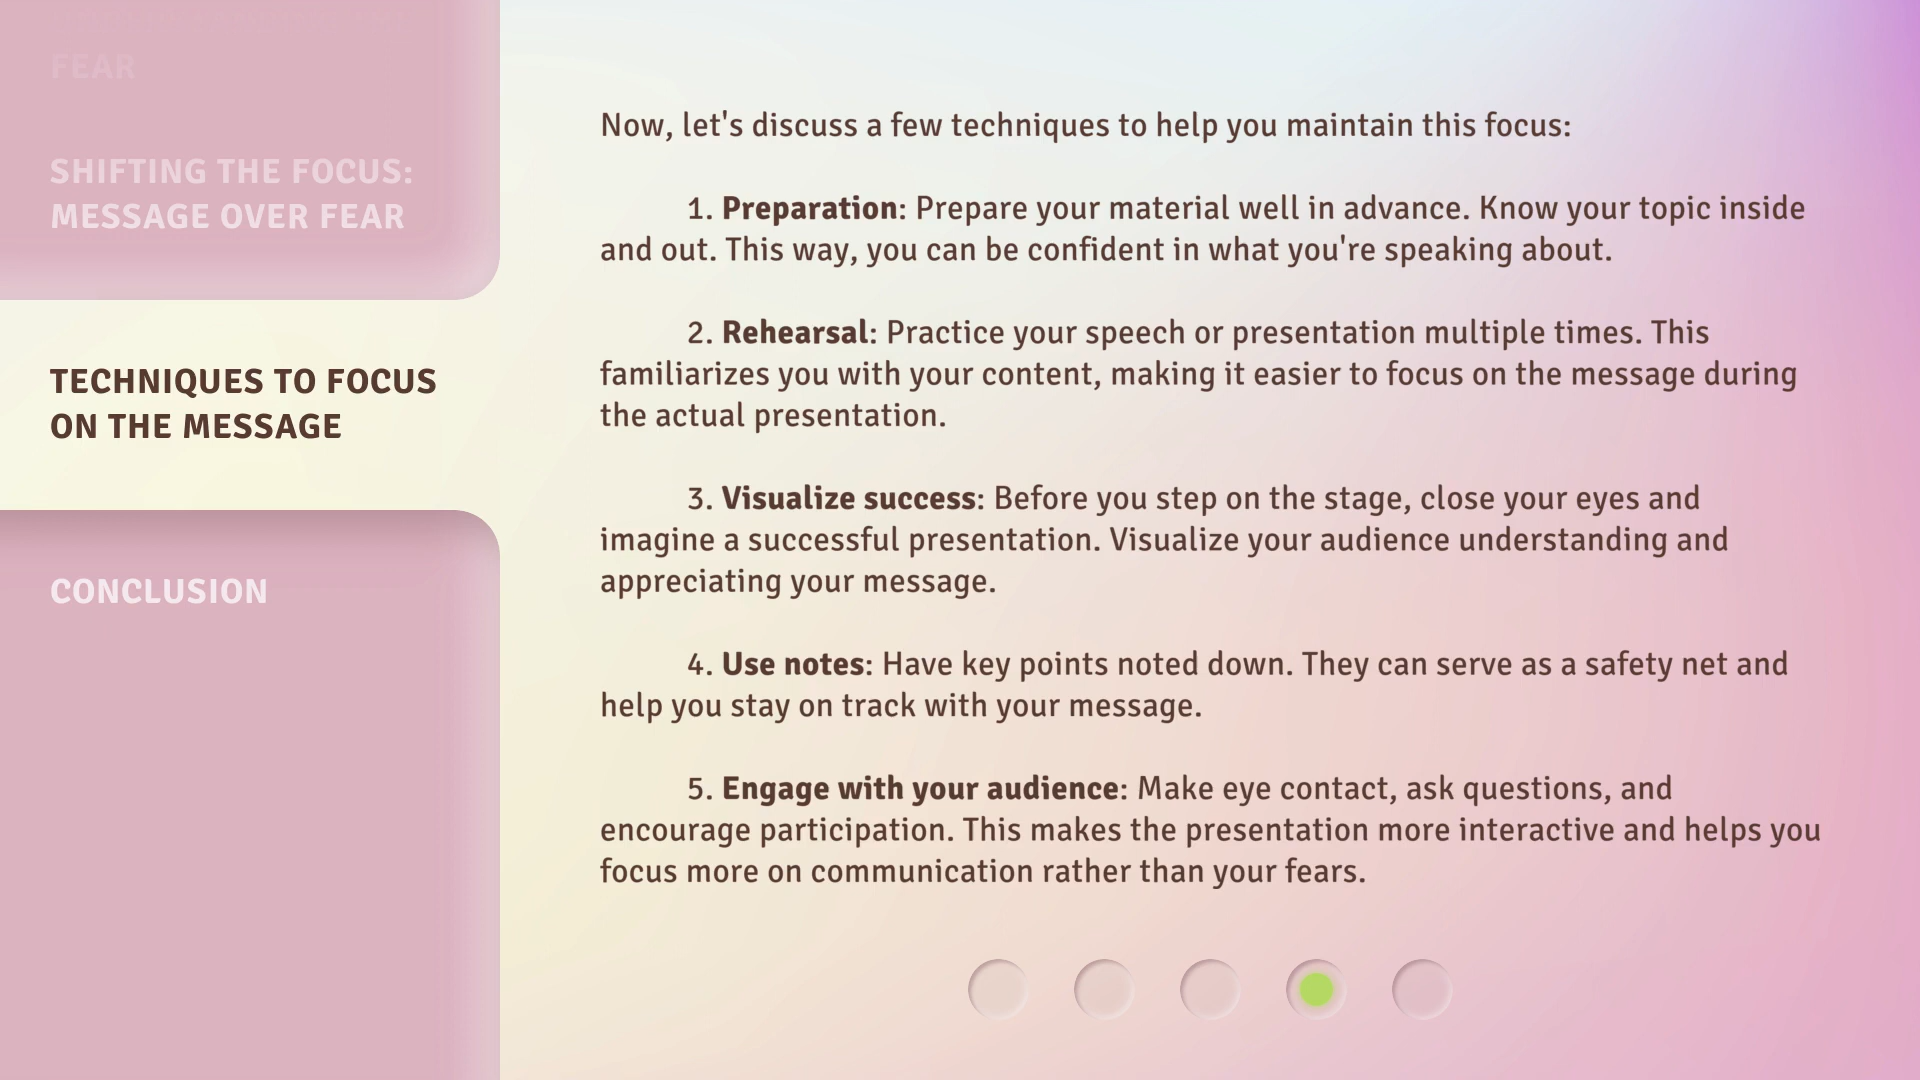 FEAR
SHIFTING THE FOCUS:
MESSAGE OVER FEAR
TECHNIQUES TO FOCUS
ON THE MESSAGE
CONCLUSION
Now, let's discuss a few techniques to help you maintain this focus:
1. Preparation: Prepare your material well in advance. Know your topic inside
and out. This way, you can be confident in what you're speaking about.
2. Rehearsal: Practice your speech or presentation multiple times. This
familiarizes you with your content, making it easier to focus on the message during
the actual presentation.
3. Visualize success: Before you step on the stage, close your eyes and
imagine a successful presentation. Visualize your audience understanding and
appreciating your message.
4. Use notes: Have key points noted down. They can serve as a safety net and
help you stay on track with your message.
5. Engage with your audience: Make eye contact, ask questions, and
encourage participation. This makes the presentation more interactive and helps you
focus more on communication rather than your fears.